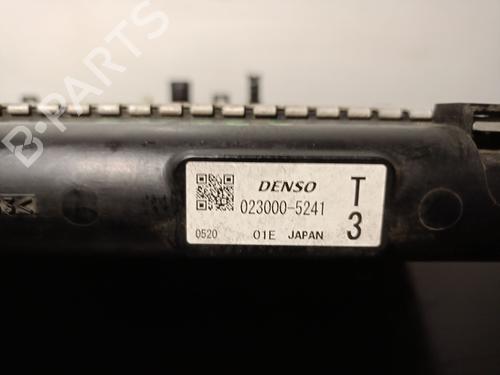 B-PARTS
DENSO
023000-5241
0520 01E JAPAN
T
3